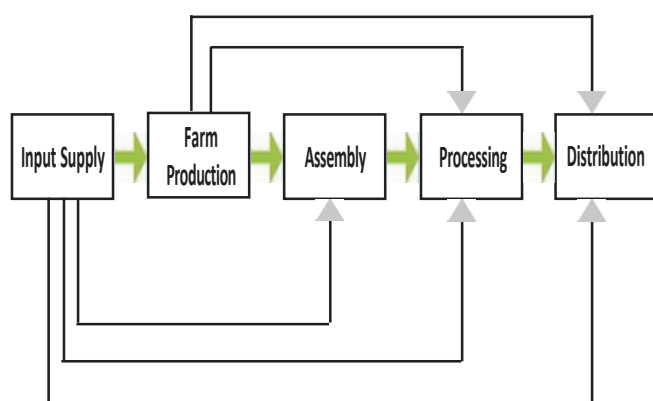 Input Supply
Farm
Production
Assembly
Processing
Distribution